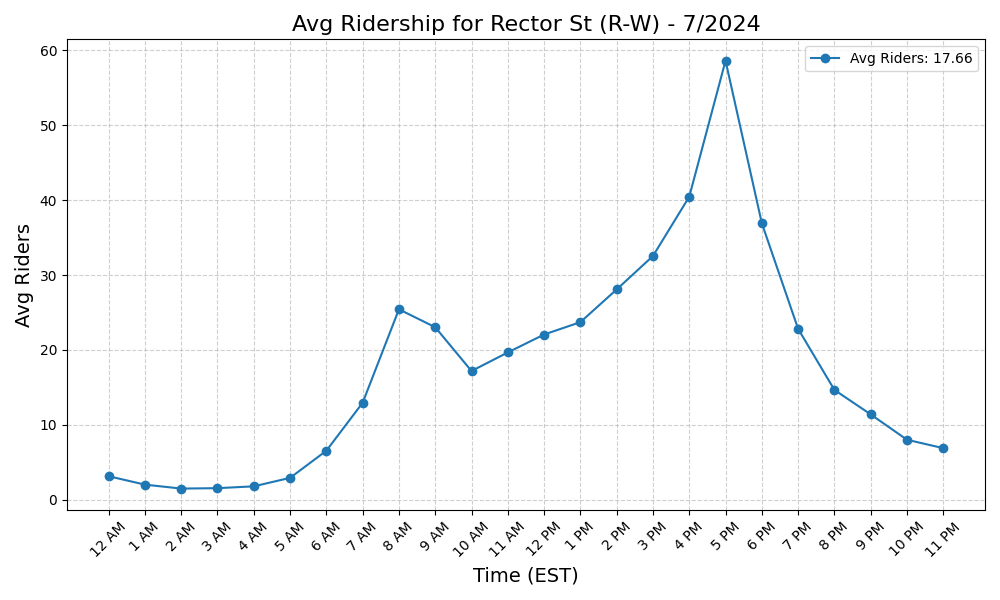 Avg Ridership for Rector St (R-W) - 7/2024
Avg Riders: 17.66
Avg Riders
60
50
40
30
20
10
0
12 AM
1 AM
2 AM
3 AM
4 AM
5 AM
6 AM
7 AM
8 AM
9 AM
10 AM
11 AM
12 PM
1 PM
2 PM
3 PM
4 PM
5 PM
6 PM
7 PM
8 PM
9 PM
10 PM
11 PM
Time (EST)